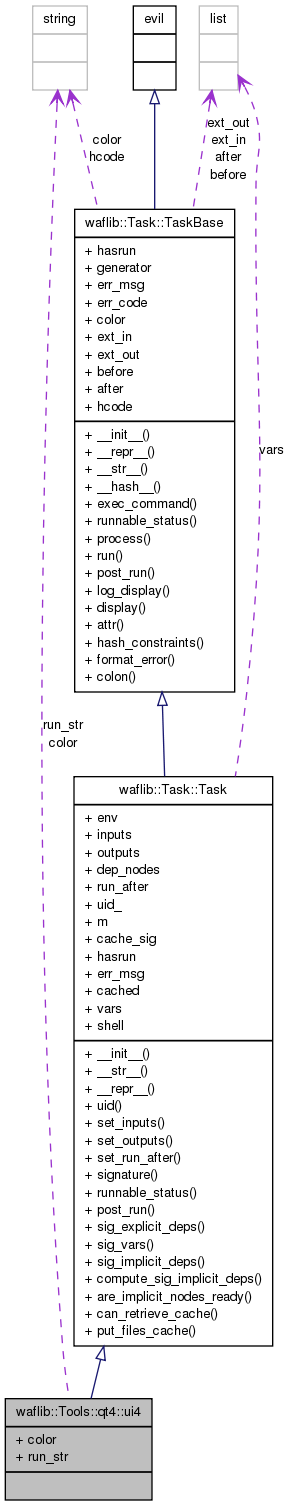 string
evil
list
color
hcode
ext_out
ext_in
after
before
waflib::Task::TaskBase
+ hasrun
+ generator
+ err_msg
+ err_code
+ color
+ ext_in
+ ext_out
+ before
+ after
+ hcode
+ __init__()
+ __repr__()
+ __str__()
+ __hash__()
+ exec_command()
+ runnable_status()
+ process()
+ run()
+ post_run()
+ log_display()
+ display()
+ attr()
+ hash_constraints()
+ format_error()
+ colon()
vars
run_str
color
waflib::Task::Task
+ env
+ inputs
+ outputs
+ dep_nodes
+ run_after
+ uid_
+ m
+ cache_sig
+ hasrun
+ err_msg
+ cached
+ vars
+ shell
+ __init__()
+ __str__()
+ __repr__()
+ uid()
+ set_inputs()
+ set_outputs()
+ set_run_after()
+ signature()
+ runnable_status()
+ post_run()
+ sig_explicit_deps()
+ sig_vars()
+ sig_implicit_deps()
+ compute_sig_implicit_deps()
+ are_implicit_nodes_ready()
+ can_retrieve_cache()
+ put_files_cache()
waflib::Tools::qt4::ui4
+ color
+ run_str